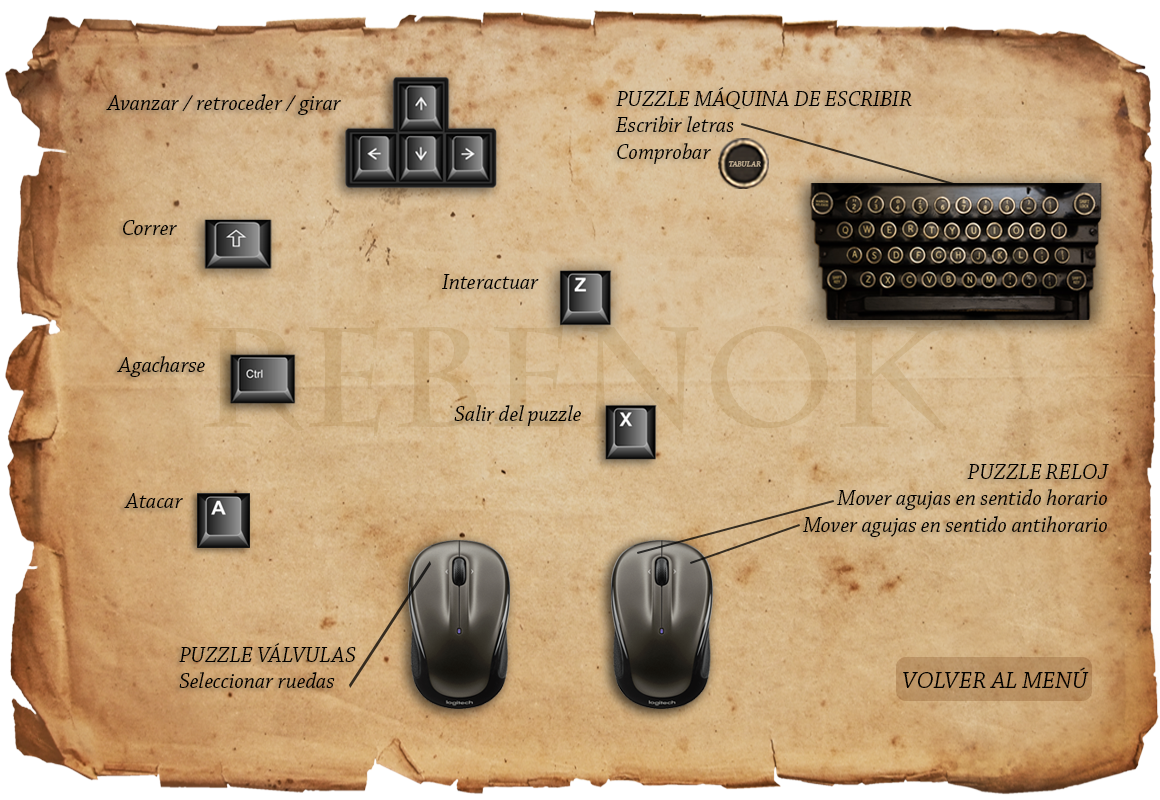 Avanzar / retroceder / girar
PUZZLE MÁQUINA DE ESCRIBIR
Escribir letras
Comprobar
TABULAR
Correr
Q W E R T Y U I O P
A S D F G H J K L
Z X C V B N M
Interactuar
Z
REBENOK
Agacharse
Ctrl
Salir del puzzle
X
PUZZLE RELOJ
Mover agujas en sentido horario
Mover agujas en sentido antihorario
Atacar
A
PUZZLE VÁLVULAS
Seleccionar ruedas
logitech
logitech
VOLVER AL MENÚ